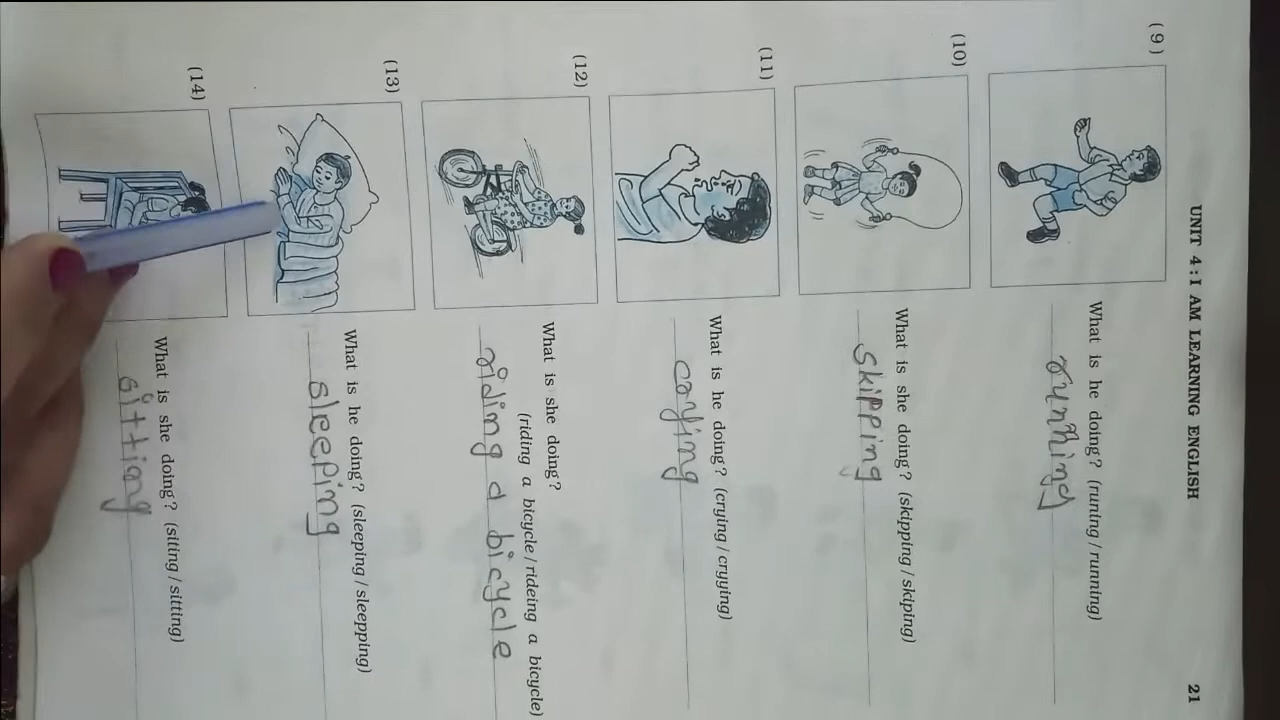 UNIT 4 : I AM LEARNING ENGLISH 21
(9) What is he doing? (runing / running)
running
(10) What is she doing? (skipping / skiping)
skipping
(11) What is he doing? (crying / cryying)
crying
(12) What is she doing?
(riding a bicycle / rideing a bicycle)
riding a bicycle
(13) What is he doing? (sleeping / sleepping)
sleeping
(14) What is she doing? (siting / sitting)
sitting